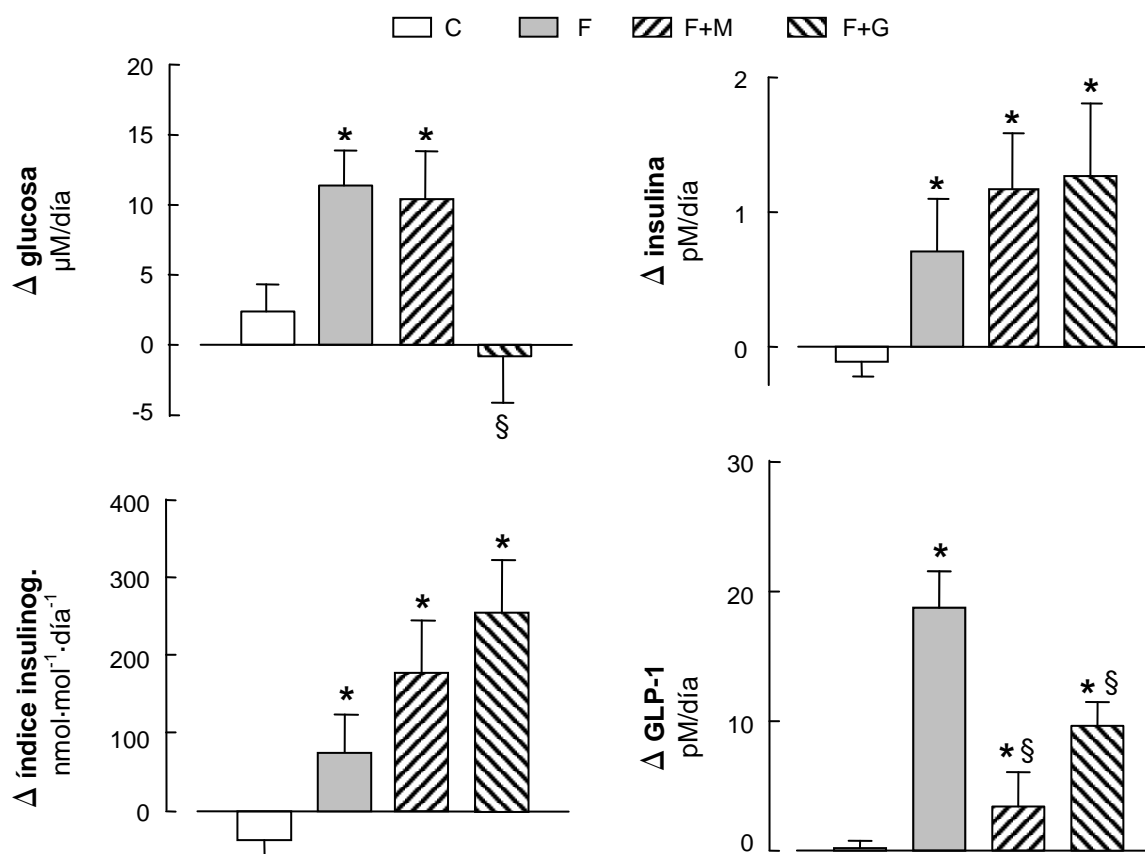 C F F+M F+G
Δ glucosa
µM/día
20
15
10
5
0
-5
* * §
Δ insulina
pM/día
2
1
0
* * *
Δ índice insulinog.
nmol·mol⁻¹·día⁻¹
400
300
200
100
0
* * *
Δ GLP-1
pM/día
30
20
10
0
* * § * §